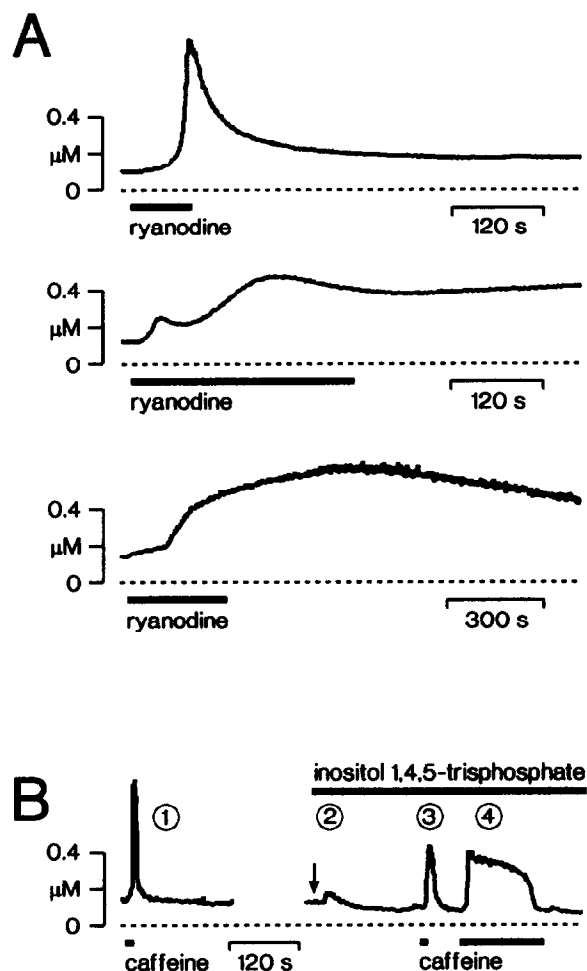 A
0.4
μM
0
ryanodine
120 s
0.4
μM
0
ryanodine
120 s
0.4
μM
0
ryanodine
300 s
B
inositol 1,4,5-trisphosphate
1
2
3
4
0.4
μM
0
caffeine
120 s
caffeine